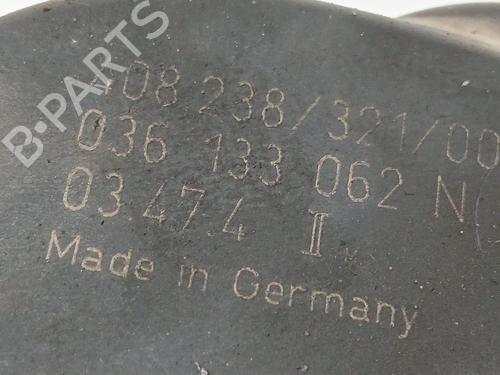 408 238/321/00
036 133 062 N
03474 II
Made in Germany
B-PARTS